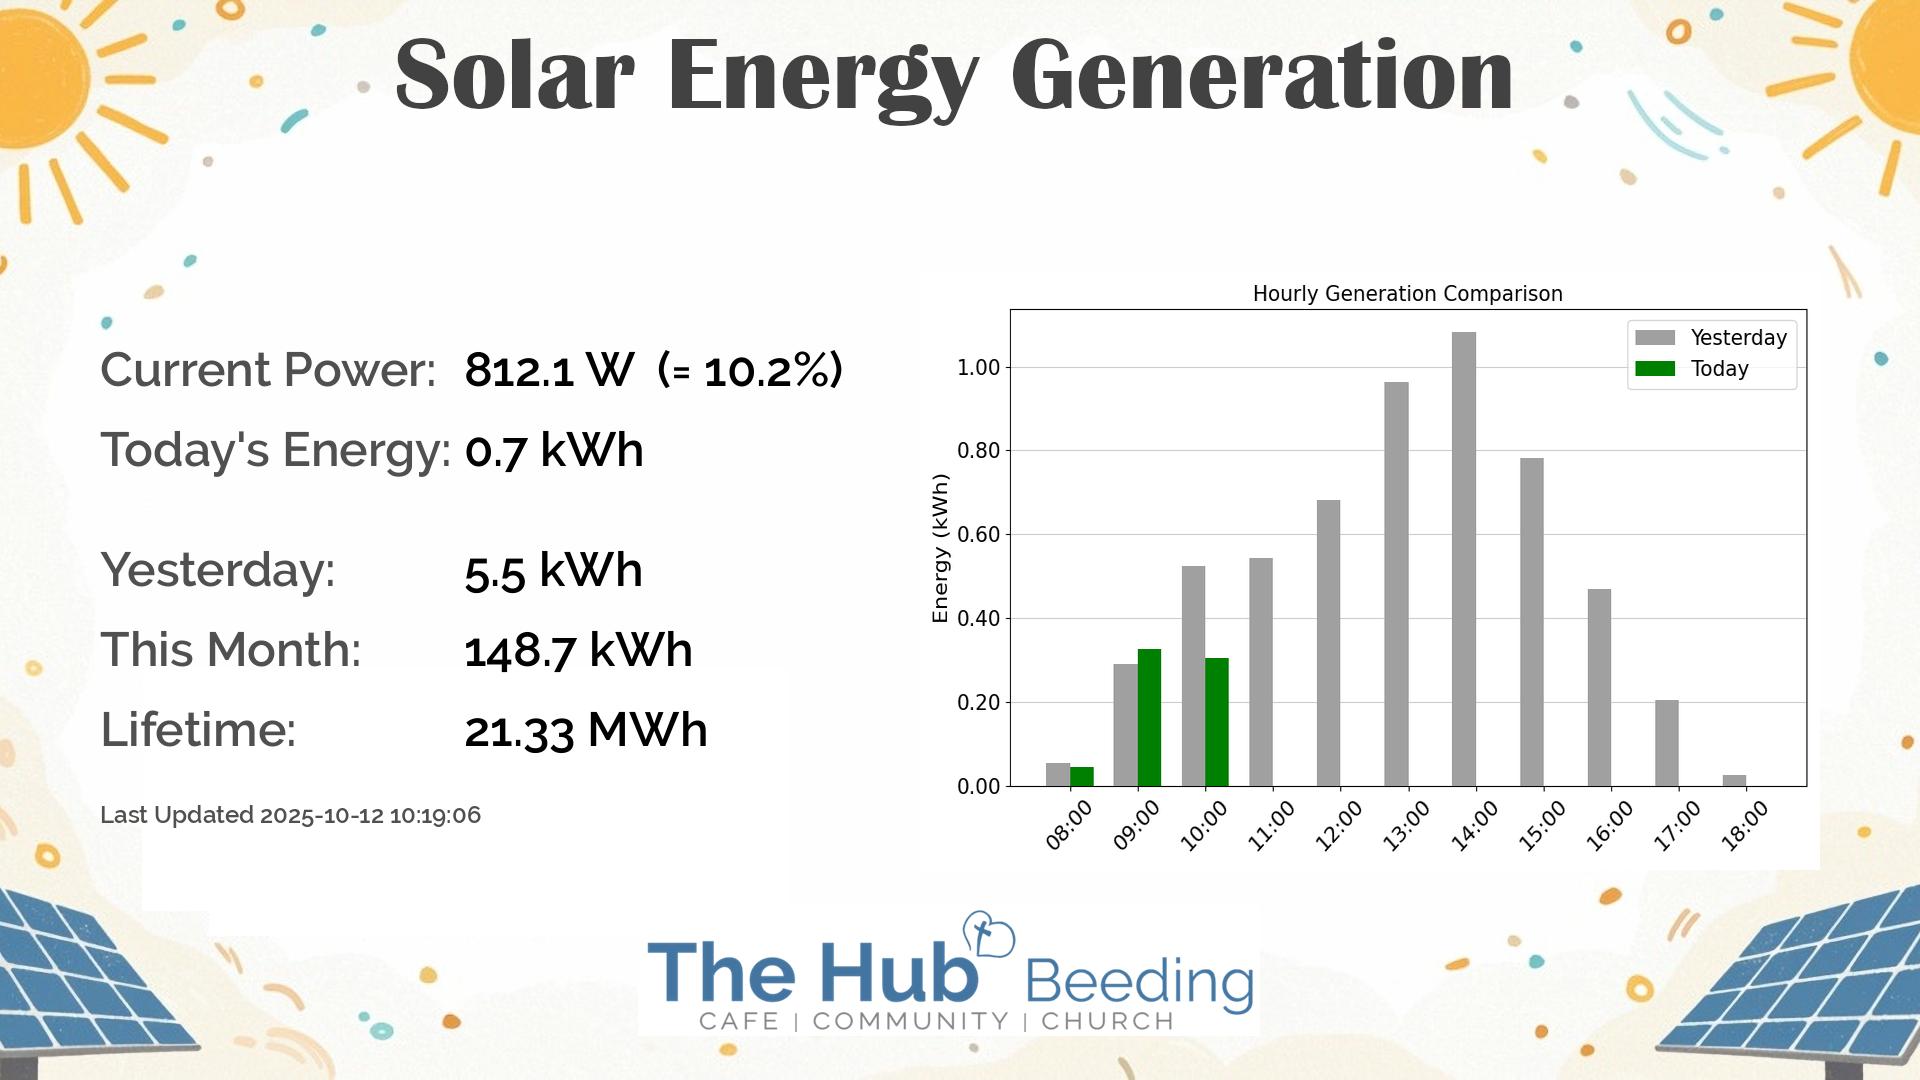 Solar Energy Generation
Current Power: 812.1 W (= 10.2%)
Today's Energy: 0.7 kWh
Yesterday: 5.5 kWh
This Month: 148.7 kWh
Lifetime: 21.33 MWh
Last Updated 2025-10-12 10:19:06
Hourly Generation Comparison
Yesterday
Today
Energy (kWh)
1.00
0.80
0.60
0.40
0.20
0.00
08:00 09:00 10:00 11:00 12:00 13:00 14:00 15:00 16:00 17:00 18:00
The Hub Beeding
CAFE | COMMUNITY | CHURCH